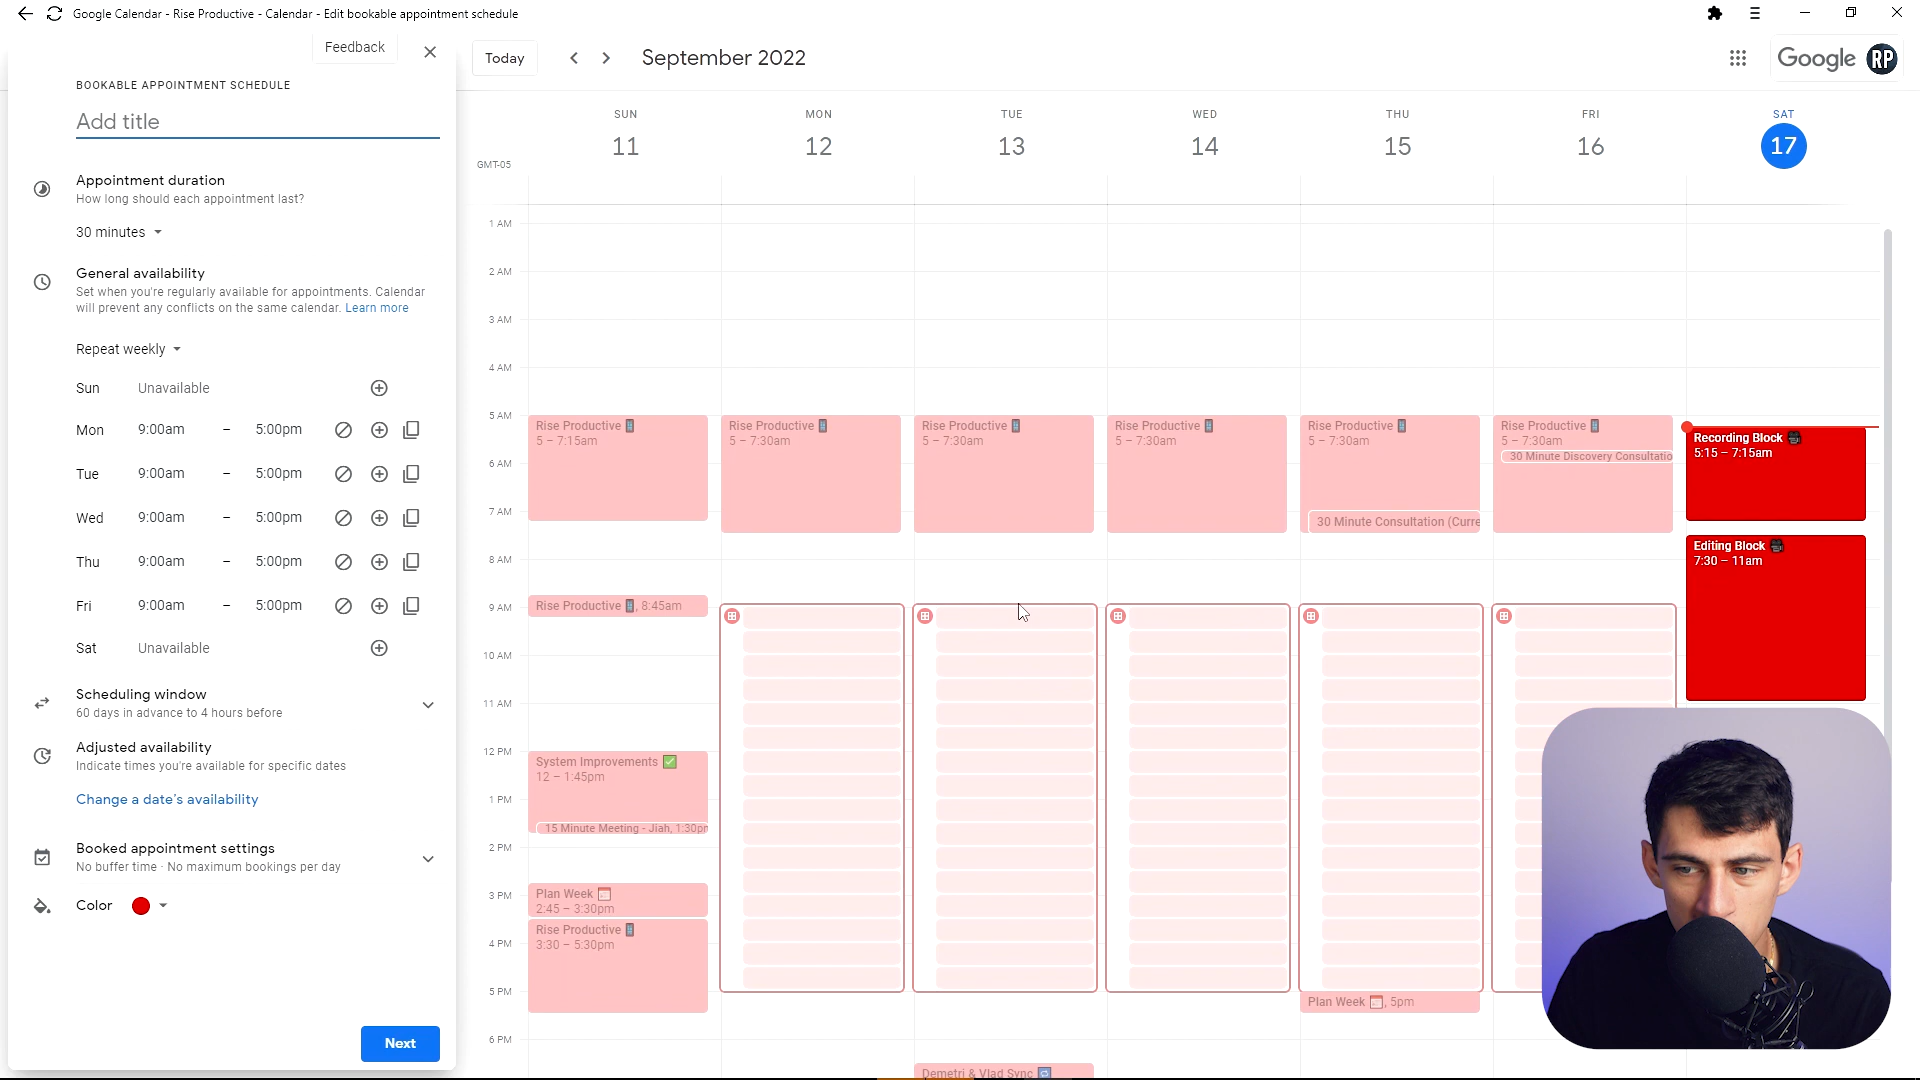 Google Calendar - Rise Productive - Calendar - Edit bookable appointment schedule
Feedback
Today
September 2022
Google
RP
BOOKABLE APPOINTMENT SCHEDULE
Add title
Appointment duration
How long should each appointment last?
30 minutes
General availability
Set when you're regularly available for appointments. Calendar
will prevent any conflicts on the same calendar. Learn more
Repeat weekly
Sun Unavailable
Mon 9:00am – 5:00pm
Tue 9:00am – 5:00pm
Wed 9:00am – 5:00pm
Thu 9:00am – 5:00pm
Fri 9:00am – 5:00pm
Sat Unavailable
Scheduling window
60 days in advance to 4 hours before
Adjusted availability
Indicate times you're available for specific dates
Change a date's availability
Booked appointment settings
No buffer time · No maximum bookings per day
Color
Next
GMT-05
SUN MON TUE WED THU FRI SAT
11 12 13 14 15 16 17
1 AM
2 AM
3 AM
4 AM
5 AM
6 AM
7 AM
8 AM
9 AM
10 AM
11 AM
12 PM
1 PM
2 PM
3 PM
4 PM
5 PM
6 PM
Rise Productive
5 – 7:15am
Rise Productive , 8:45am
System Improvements
12 – 1:45pm
15 Minute Meeting - Jiah, 1:30pm
Plan Week
2:45 – 3:30pm
Rise Productive
3:30 – 5:30pm
Rise Productive
5 – 7:30am
Rise Productive
5 – 7:30am
Demetri & Vlad Sync
Rise Productive
5 – 7:30am
Rise Productive
5 – 7:30am
30 Minute Consultation (Curre
Plan Week , 5pm
Rise Productive
5 – 7:30am
30 Minute Discovery Consultatio
Recording Block
5:15 – 7:15am
Editing Block
7:30 – 11am